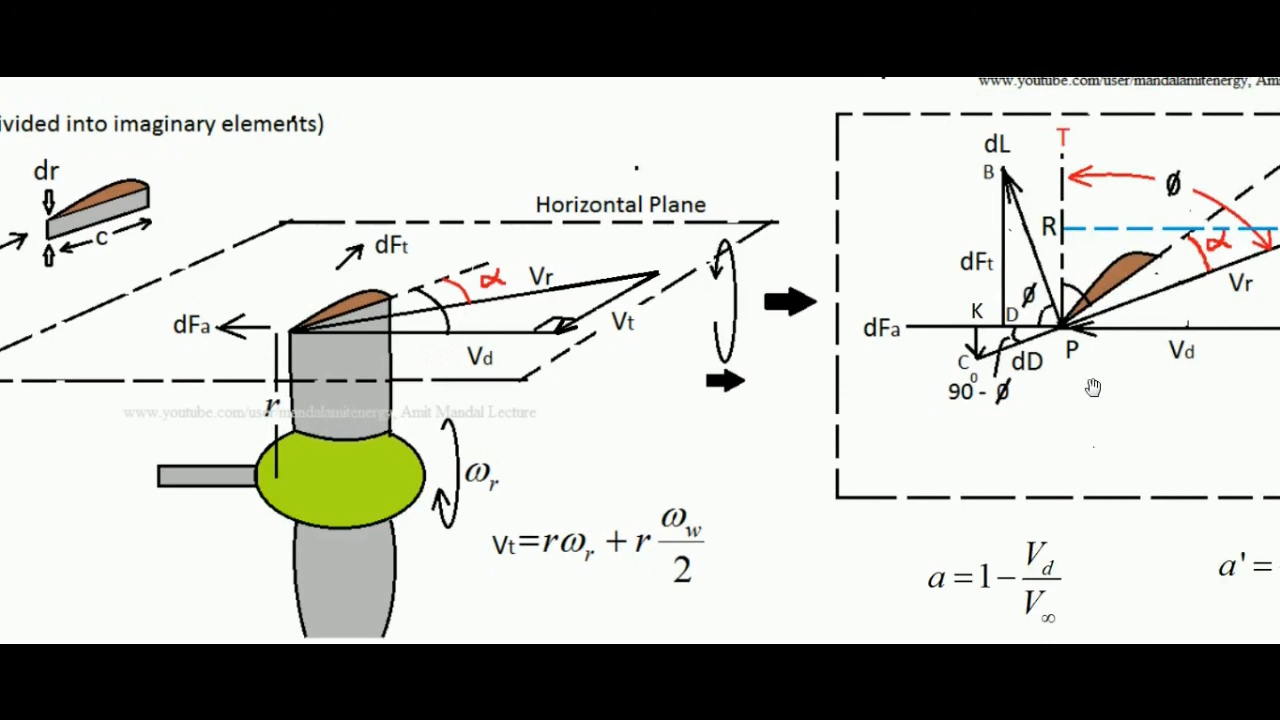 www.youtube.com/user/mandalamitenergy, Ami
ivided into imaginary elements)
dr
c
Horizontal Plane
dFt
α
Vr
dFa
Vt
Vd
r
www.youtube.com/user/mandalamitenergy, Amit Mandal Lecture
ωr
Vt=rωr + r ωw/2
dL
T
B
ø
R
α
dFt
Vr
K
D
ø
dFa
P
Vd
C
dD
90⁰ - ø
a = 1 - Vd/V∞
a' =